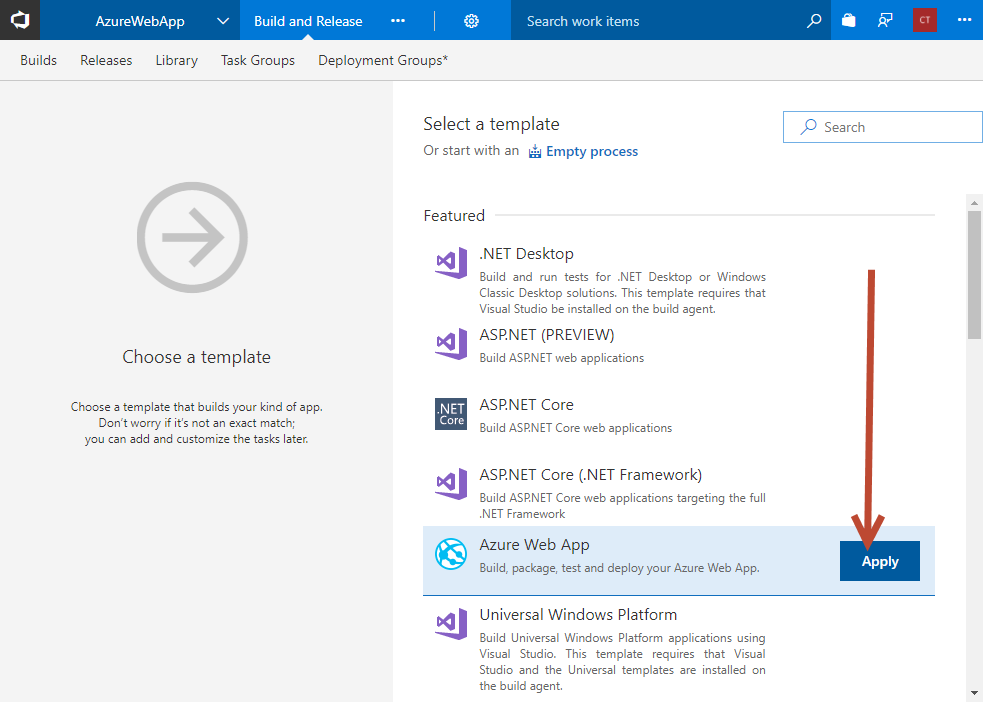 AzureWebApp
Build and Release
Search work items
CT
Builds
Releases
Library
Task Groups
Deployment Groups*
Choose a template
Choose a template that builds your kind of app.
Don't worry if it's not an exact match;
you can add and customize the tasks later.
Select a template
Search
Or start with an Empty process
Featured
.NET Desktop
Build and run tests for .NET Desktop or Windows
Classic Desktop solutions. This template requires that
Visual Studio be installed on the build agent.
ASP.NET (PREVIEW)
Build ASP.NET web applications
.NET
Core
ASP.NET Core
Build ASP.NET Core web applications
ASP.NET Core (.NET Framework)
Build ASP.NET Core web applications targeting the full
.NET Framework
Azure Web App
Build, package, test and deploy your Azure Web App.
Apply
Universal Windows Platform
Build Universal Windows Platform applications using
Visual Studio. This template requires that Visual
Studio and the Universal templates are installed on
the build agent.